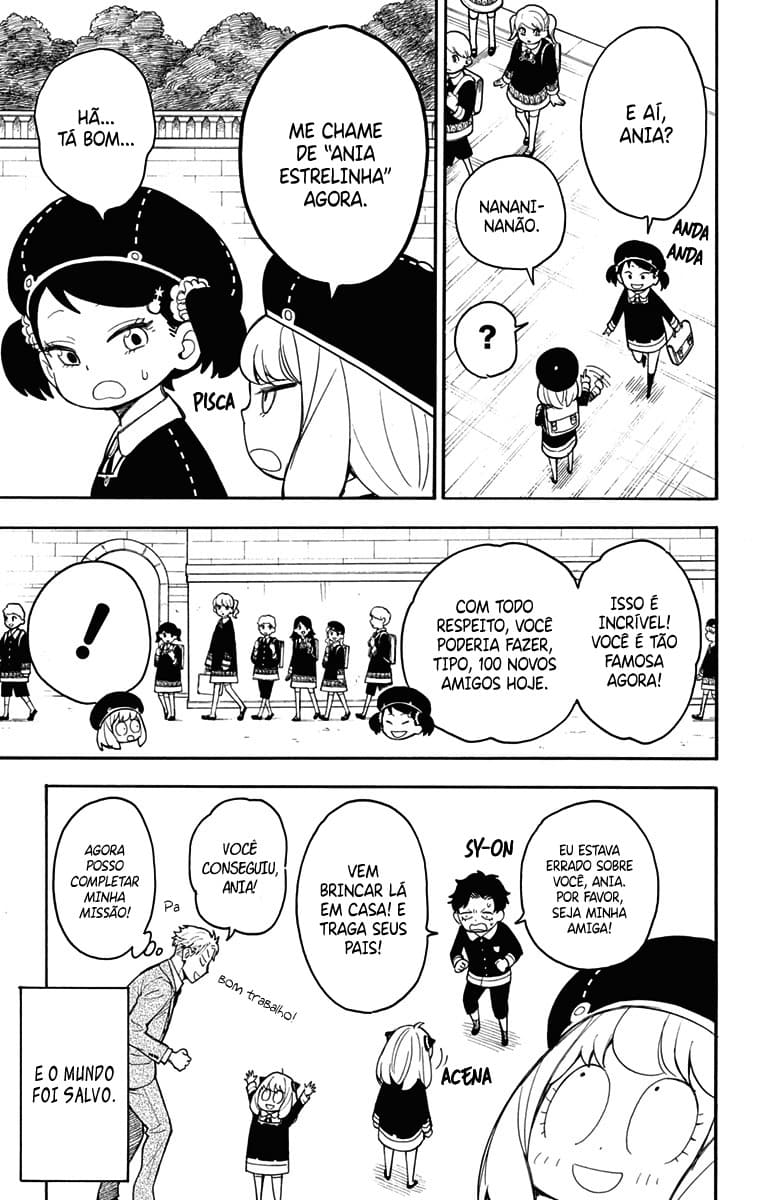 E AÍ,
ANIA?
ANDA
ANDA
NANANI-
NANÃO.
?
ME CHAME
DE “ANIA
ESTRELINHA”
AGORA.
HÃ...
TÁ BOM...
PISCA
ISSO É
INCRÍVEL!
VOCÊ É TÃO
FAMOSA
AGORA!
COM TODO
RESPEITO, VOCÊ
PODERIA FAZER,
TIPO, 100 NOVOS
AMIGOS HOJE.
!
EU ESTAVA
ERRADO SOBRE
VOCÊ, ANIA.
POR FAVOR,
SEJA MINHA
AMIGA!
SY-ON
VEM
BRINCAR LÁ
EM CASA! E
TRAGA SEUS
PAIS!
ACENA
VOCÊ
CONSEGUIU,
ANIA!
BOM trabalho!
AGORA
POSSO
COMPLETAR
MINHA
MISSÃO!
Pa
E O MUNDO
FOI SALVO.